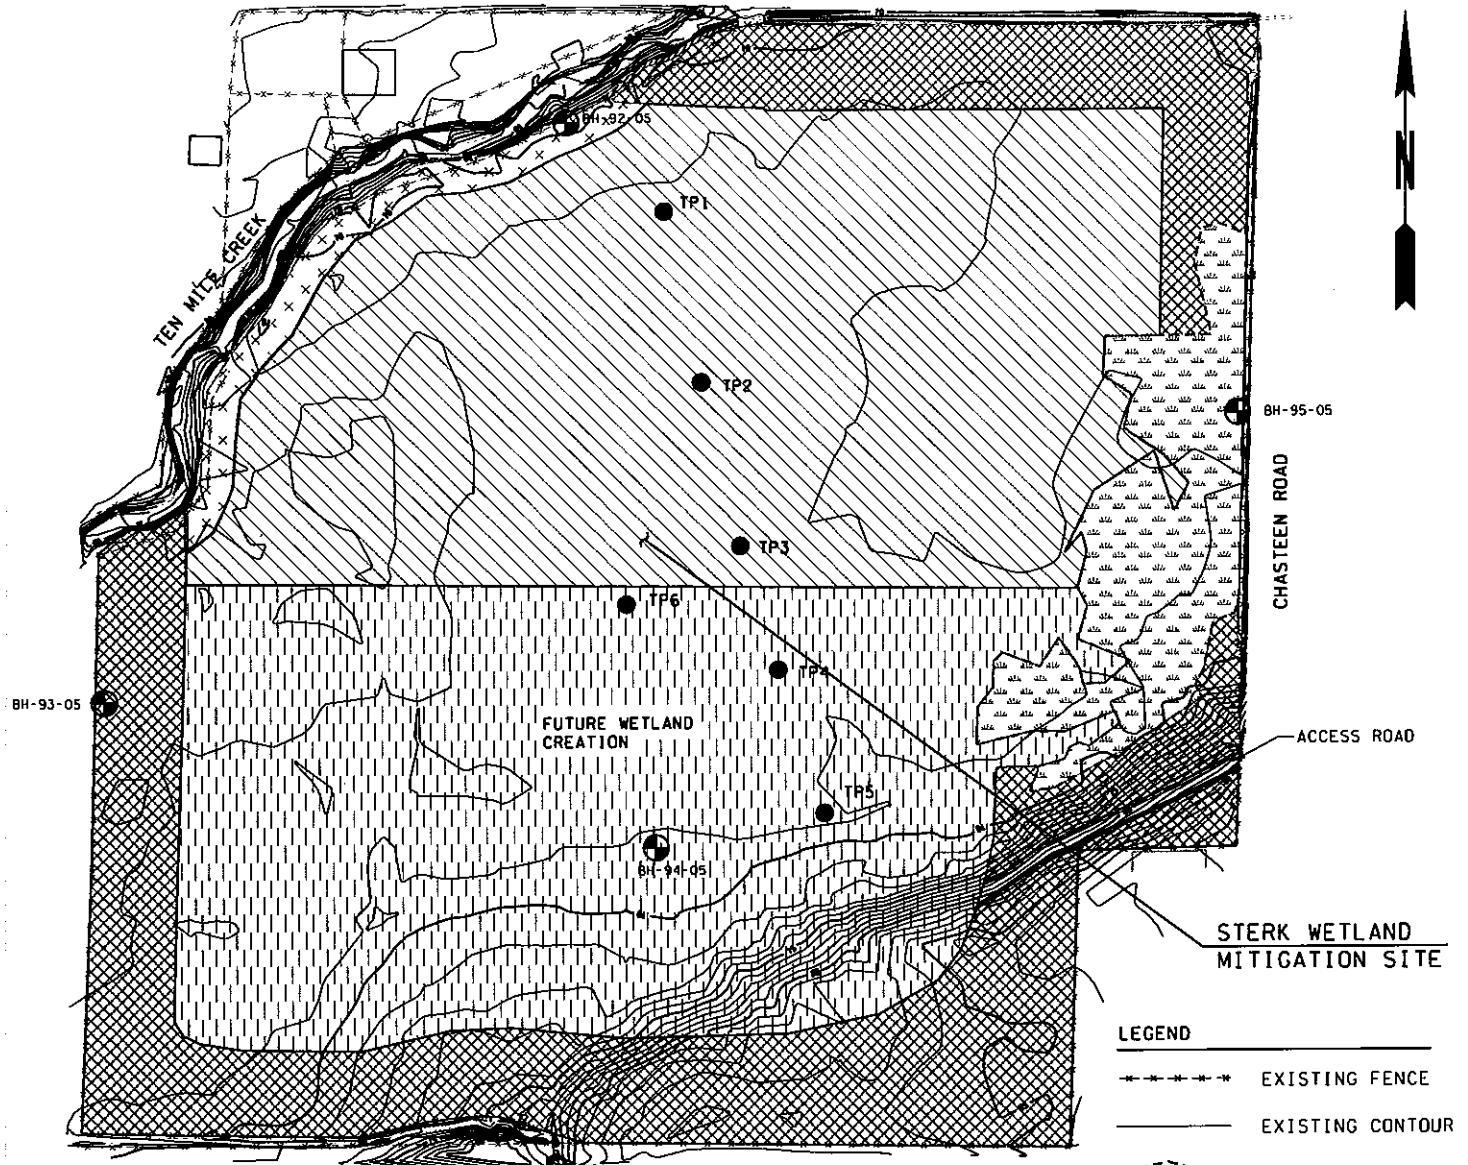 BH-92-05
N
TP1
TEN MILE CREEK
TP2
BH-95-05
CHASTEEN ROAD
TP3
TP6
TP4
BH-93-05
FUTURE WETLAND
CREATION
ACCESS ROAD
TP5
BH-94-05
STERK WETLAND
MITIGATION SITE
LEGEND
EXISTING FENCE
EXISTING CONTOUR